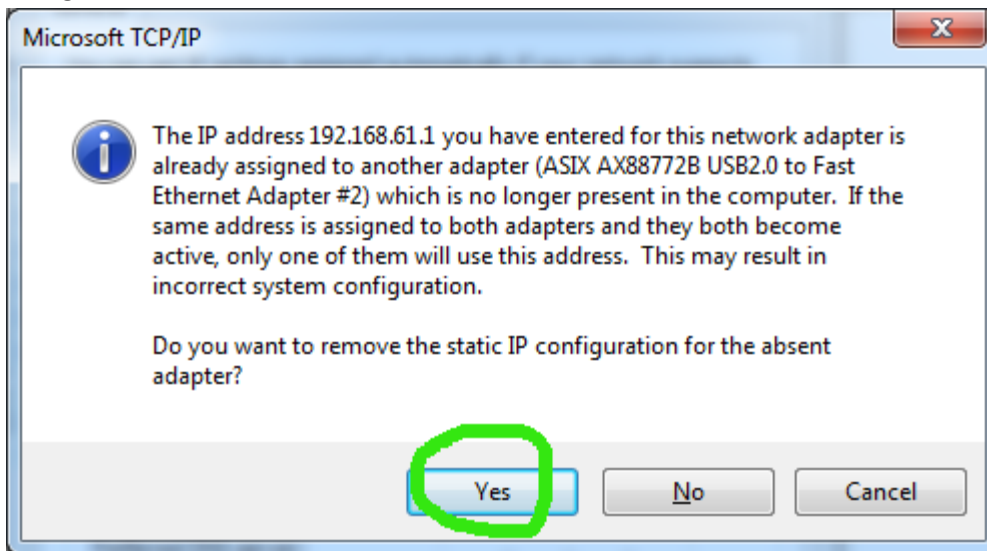 Microsoft TCP/IP
The IP address 192.168.61.1 you have entered for this network adapter is
already assigned to another adapter (ASIX AX88772B USB2.0 to Fast
Ethernet Adapter #2) which is no longer present in the computer.  If the
same address is assigned to both adapters and they both become
active, only one of them will use this address.  This may result in
incorrect system configuration.
Do you want to remove the static IP configuration for the absent
adapter?
Yes No Cancel